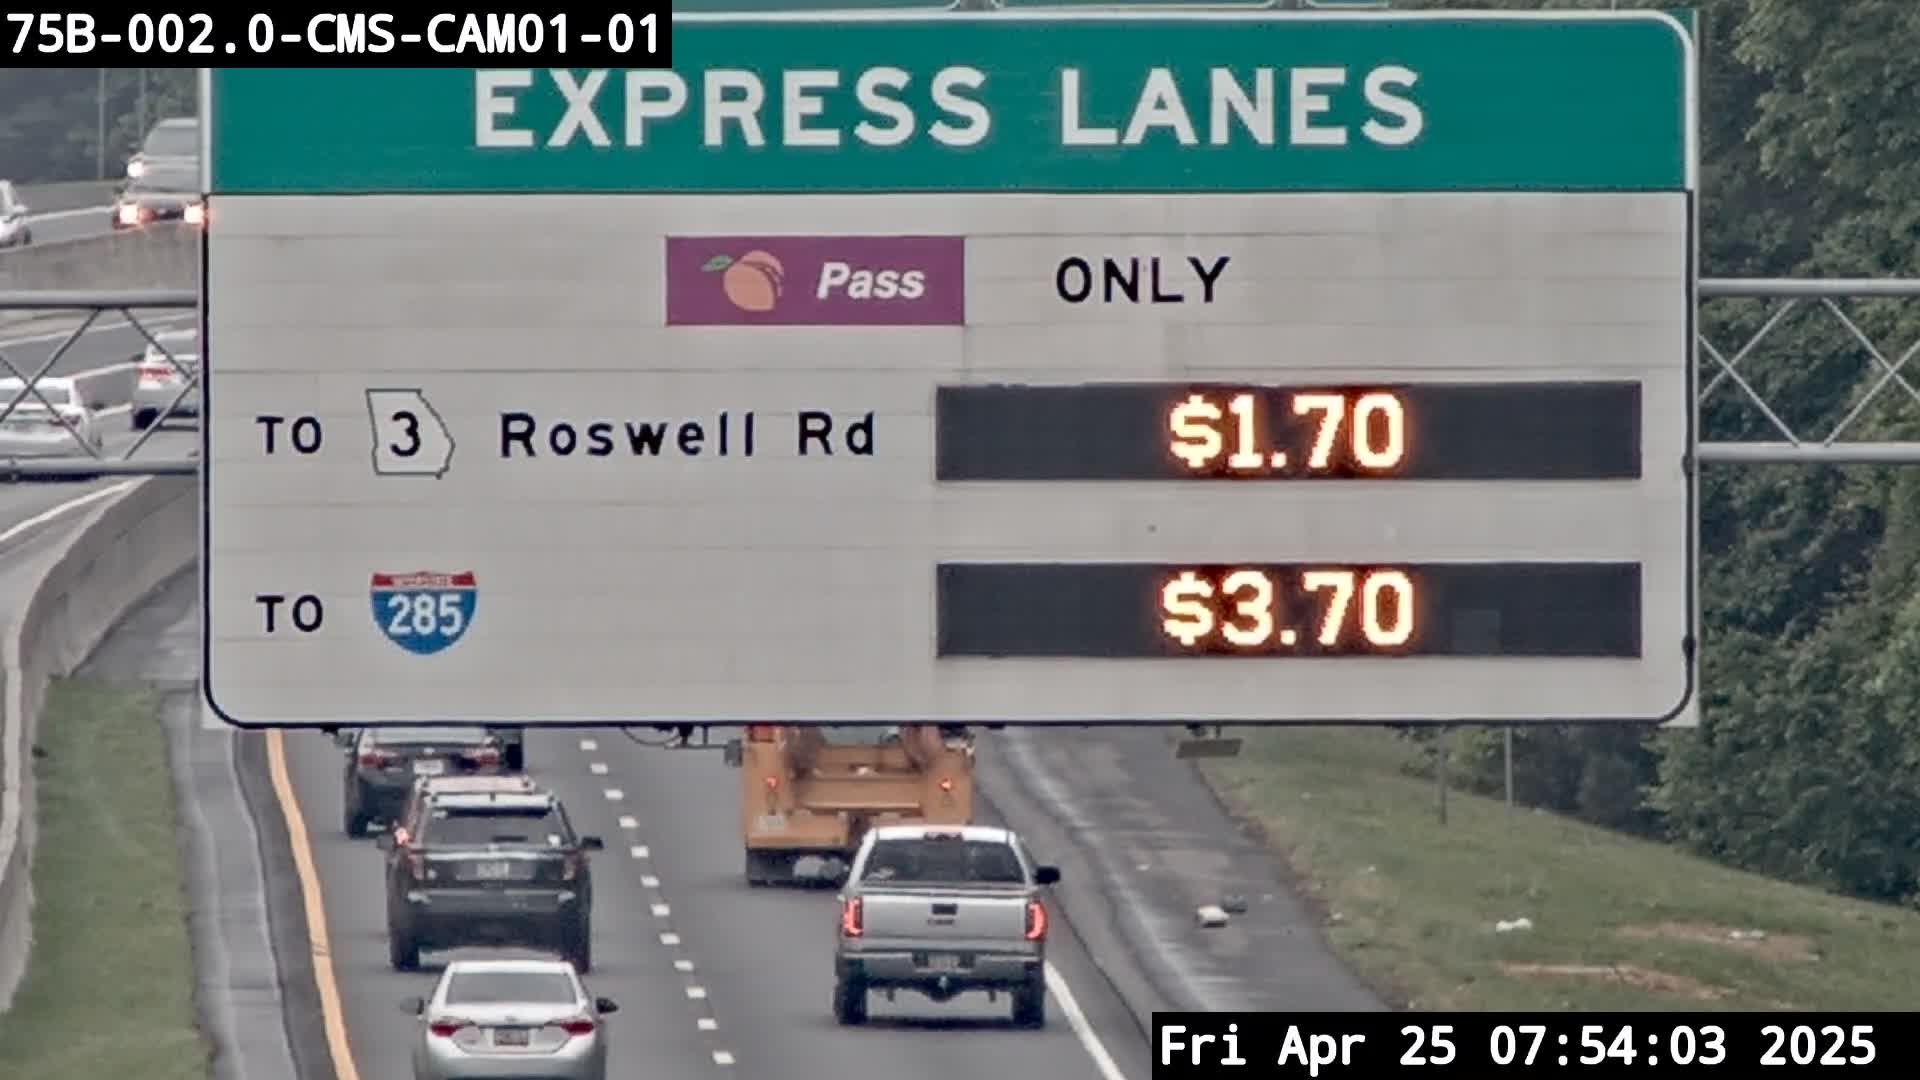 75B-002.0-CMS-CAM01-01
EXPRESS LANES
Pass ONLY
TO 3 Roswell Rd $1.70
TO 285 $3.70
Fri Apr 25 07:54:03 2025